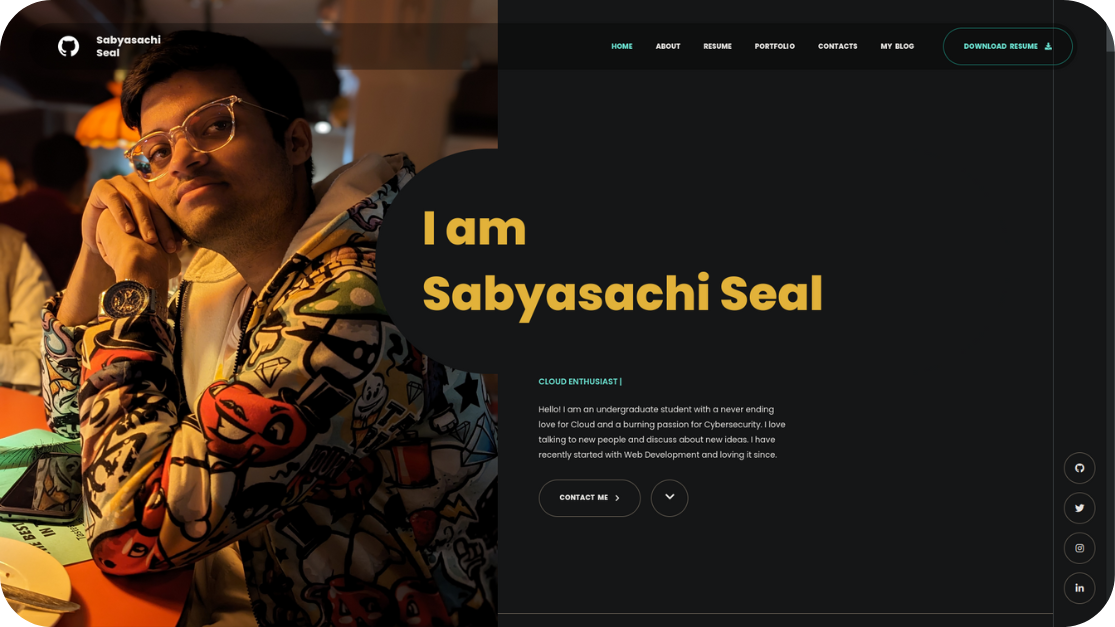 Sabyasachi
Seal
HOME ABOUT RESUME PORTFOLIO CONTACTS MY BLOG DOWNLOAD RESUME
I am
Sabyasachi Seal
CLOUD ENTHUSIAST |
Hello! I am an undergraduate student with a never ending
love for Cloud and a burning passion for Cybersecurity. I love
talking to new people and discuss about new ideas. I have
recently started with Web Development and loving it since.
CONTACT ME
in